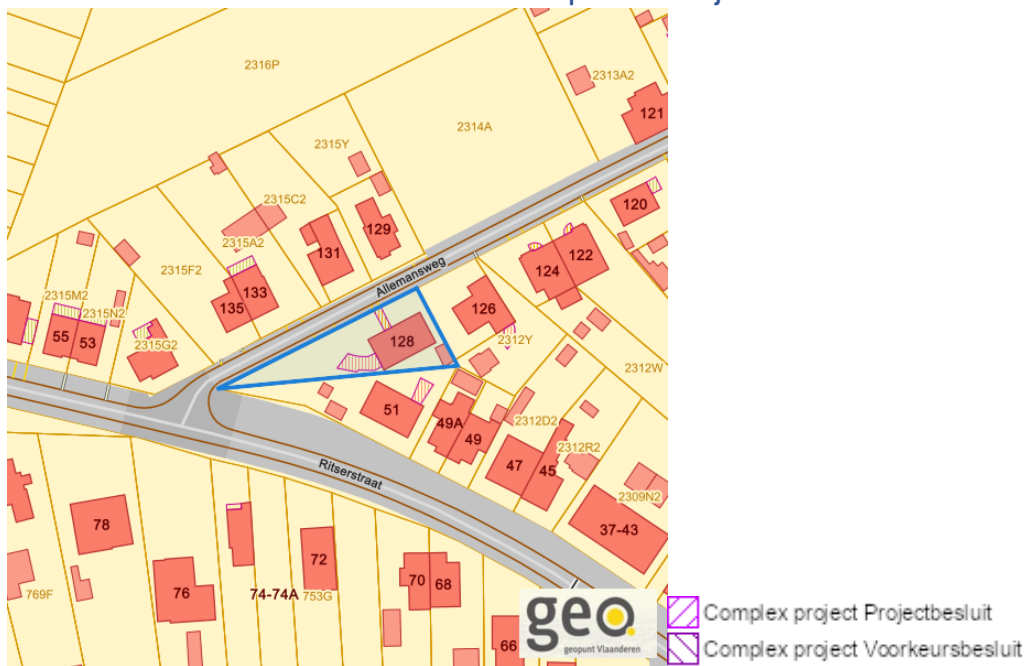 2316P
2313A2
121
2314A
2315Y
2315C2
120
129
2315A2
131
122
124
2315F2
Allemansweg
133
135
2315M2
2315N2
126
55
53
2315G2
128
2312Y
2312W
51
49A
49
2312D2
2312R2
47
45
Ritserstraat
2309N2
37-43
78
72
70
68
76
74-74A
753G
769F
66
geo.
geopunt Vlaanderen
Complex project Projectbesluit
Complex project Voorkeursbesluit